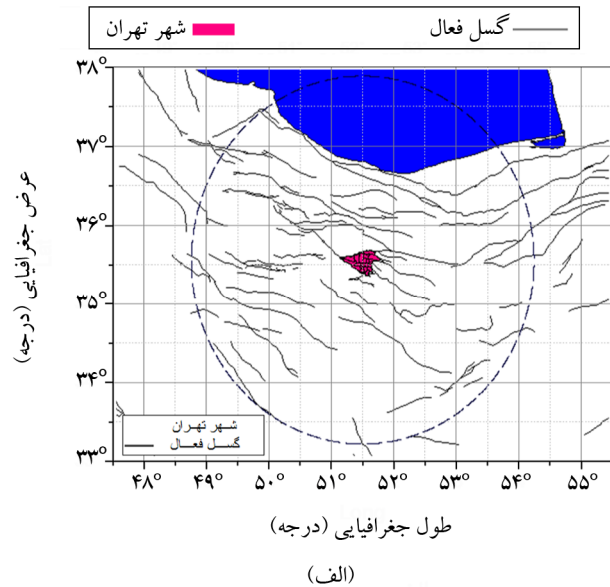 گسل فعال شهر تهران
۳۸°
۳۷°
۳۶°
۳۵°
۳۴°
۳۳°
عرض جغرافیایی (درجه)
شهر تهران
گسل فعال
۴۸° ۴۹° ۵۰° ۵۱° ۵۲° ۵۳° ۵۴° ۵۵°
طول جغرافیایی (درجه)
(الف)